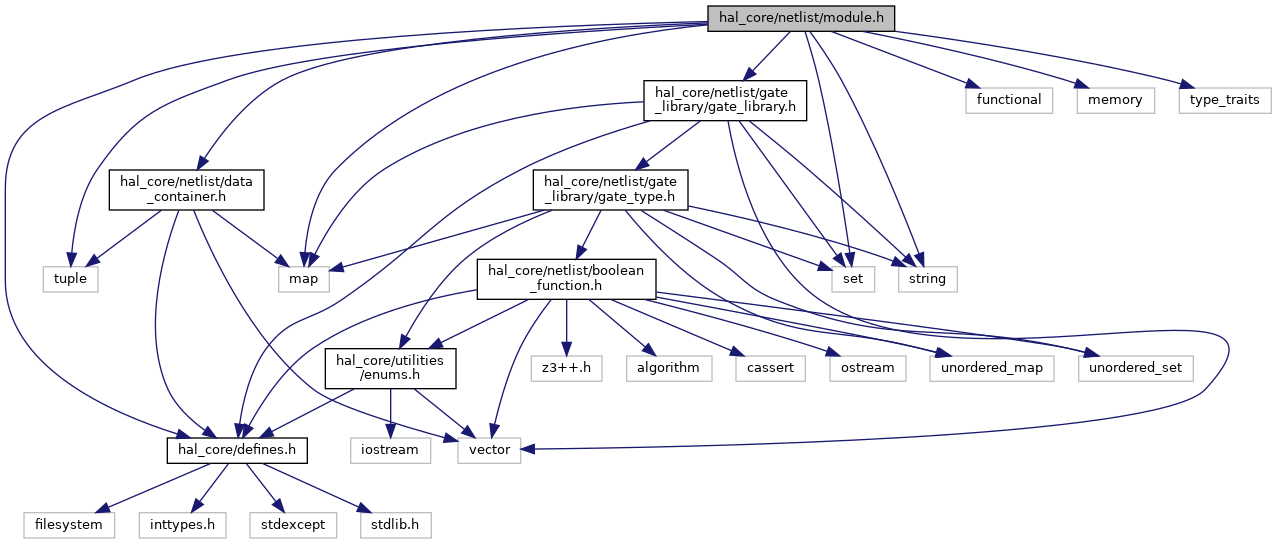 hal_core/netlist/module.h
hal_core/netlist/gate
_library/gate_library.h
functional
memory
type_traits
hal_core/netlist/data
_container.h
hal_core/netlist/gate
_library/gate_type.h
tuple
map
hal_core/netlist/boolean
_function.h
set
string
hal_core/utilities
/enums.h
z3++.h
algorithm
cassert
ostream
unordered_map
unordered_set
hal_core/defines.h
iostream
vector
filesystem
inttypes.h
stdexcept
stdlib.h